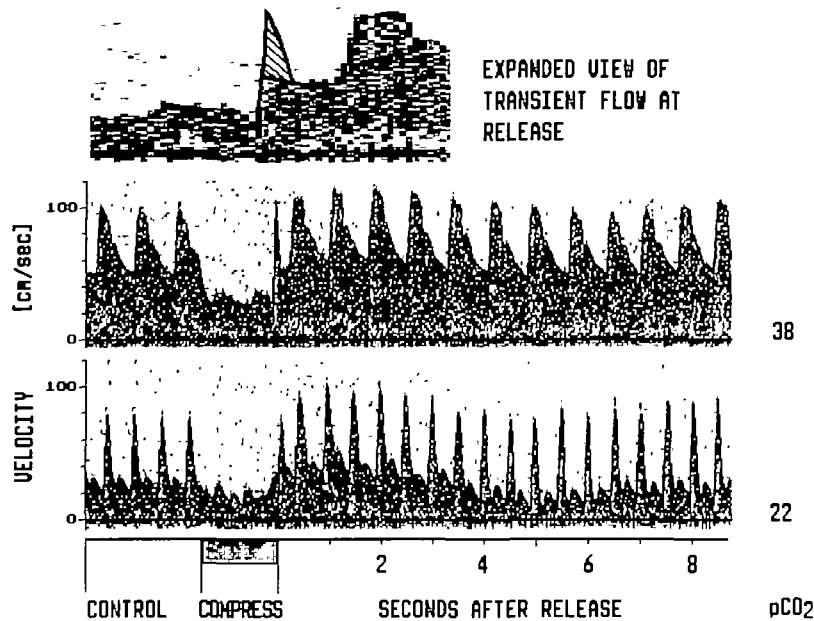 EXPANDED VIEW OF
TRANSIENT FLOW AT
RELEASE
100
[cm/sec]
0
38
100
VELOCITY
0
22
2 4 6 8
CONTROL COMPRESS SECONDS AFTER RELEASE pCO2